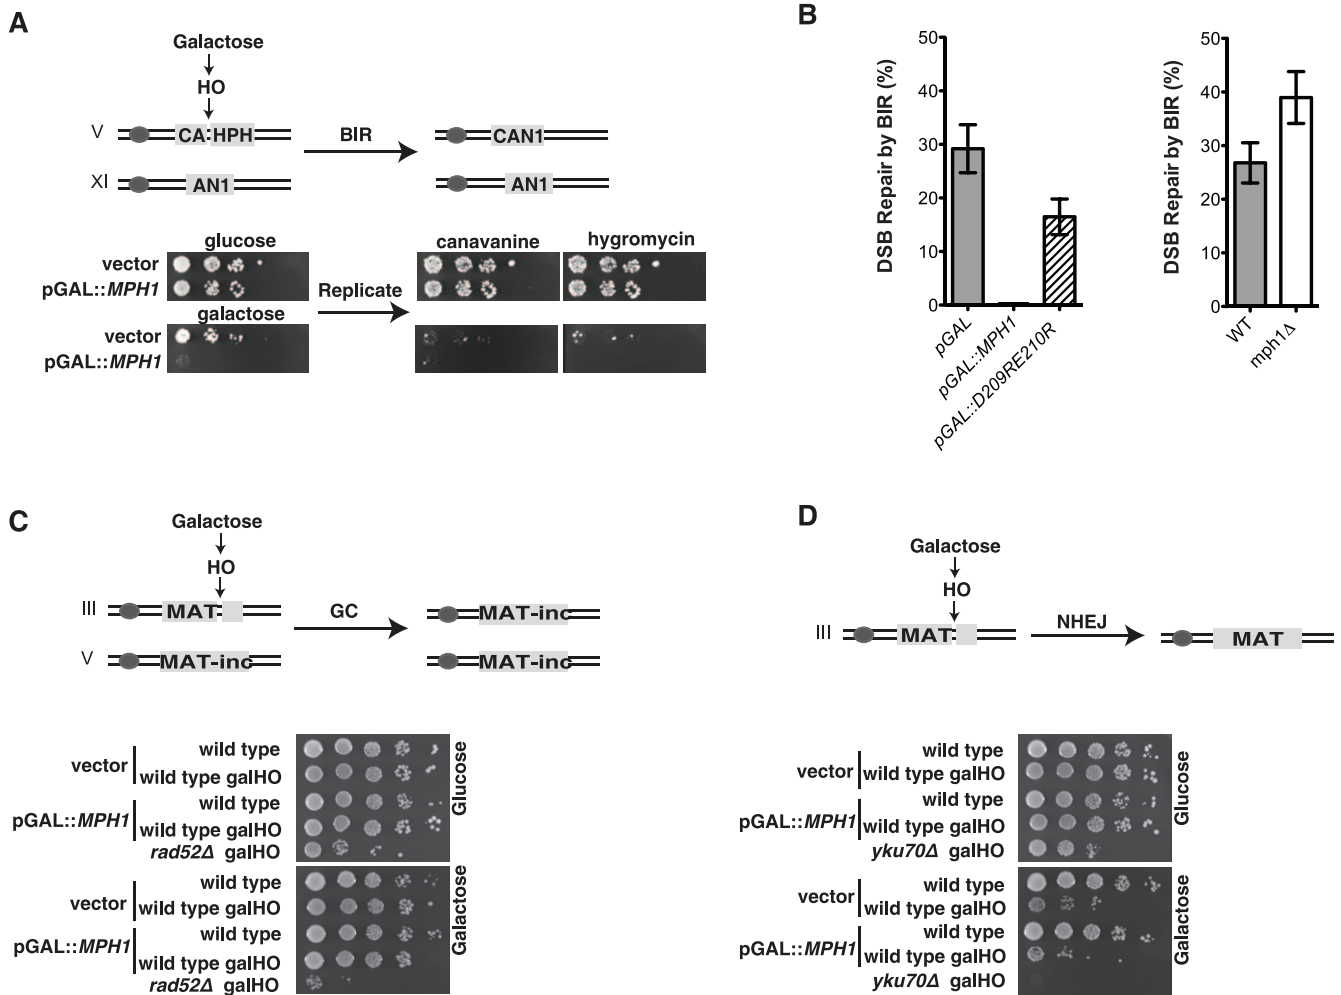 A
Galactose
HO
V
CA HPH
BIR
CAN1
XI
AN1
AN1
glucose
canavanine
hygromycin
vector
pGAL::MPH1
Replicate
galactose
vector
pGAL::MPH1
B
DSB Repair by BIR (%)
50
40
30
20
10
0
pGAL
pGAL::MPH1
pGAL::D209RE210R
DSB Repair by BIR (%)
50
40
30
20
10
0
WT
mph1Δ
C
Galactose
HO
III
MAT
GC
MAT-inc
V
MAT-inc
MAT-inc
vector
wild type
wild type galHO
pGAL::MPH1
wild type
wild type galHO
rad52Δ galHO
Glucose
vector
wild type
wild type galHO
pGAL::MPH1
wild type
wild type galHO
rad52Δ galHO
Galactose
D
Galactose
HO
III
MAT
NHEJ
MAT
vector
wild type
wild type galHO
pGAL::MPH1
wild type
wild type galHO
yku70Δ galHO
Glucose
vector
wild type
wild type galHO
pGAL::MPH1
wild type
wild type galHO
yku70Δ galHO
Galactose